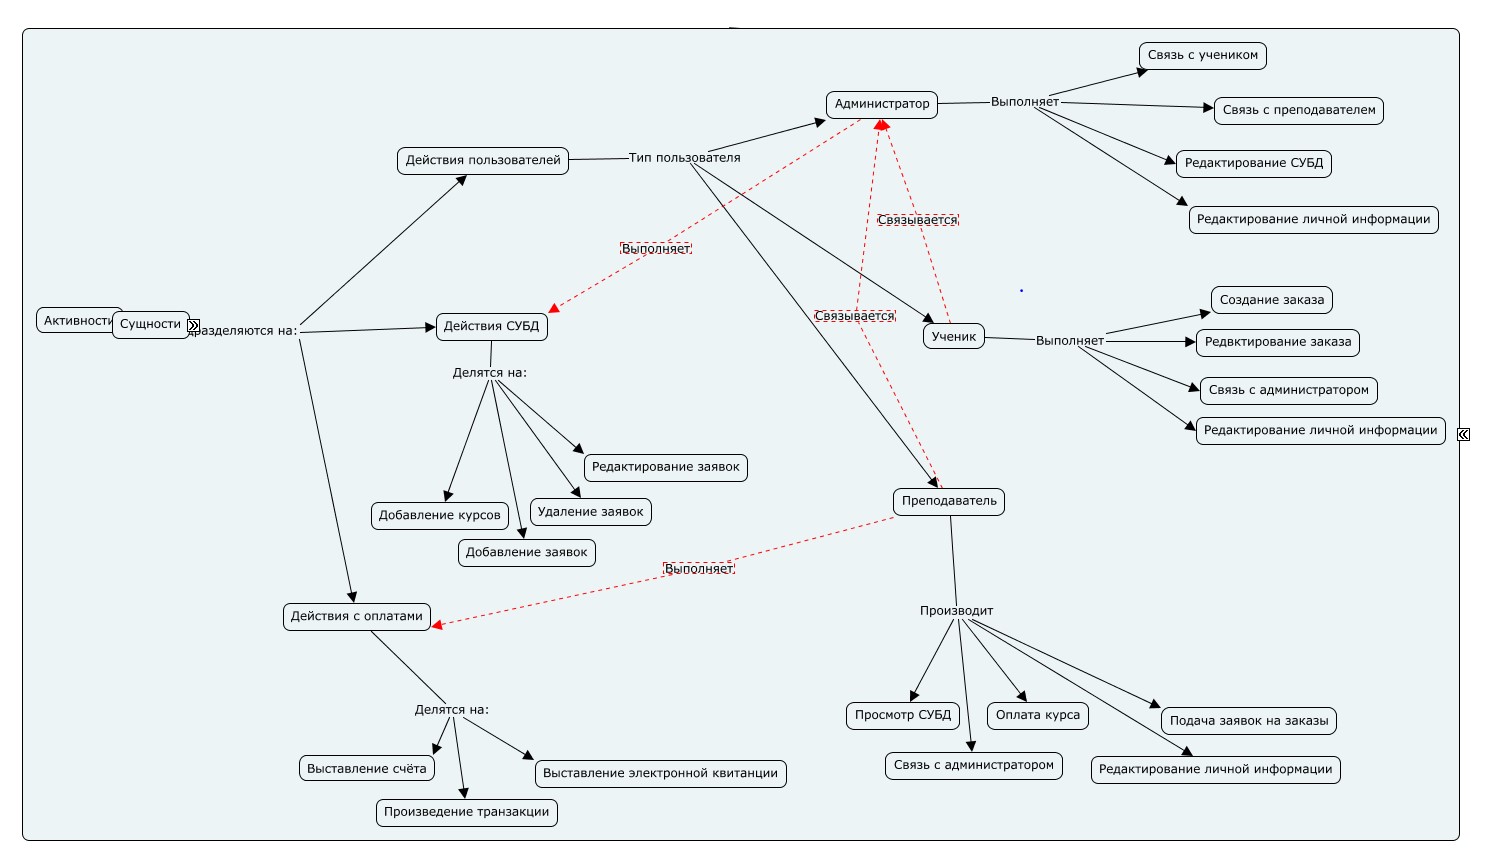 Связь с учеником
Администратор
Выполняет
Связь с преподавателем
Действия пользователей
Тип пользователя
Редактирование СУБД
Редактирование личной информации
Связывается
Выполняет
Активности
Сущности
дразделяются на:
Действия СУБД
Связывается
Ученик
Выполняет
Создание заказа
Редвктирование заказа
Связь с администратором
Редактирование личной информации
Делятся на:
Редактирование заявок
Добавление курсов
Удаление заявок
Добавление заявок
Преподаватель
Выполняет
Действия с оплатами
Производит
Делятся на:
Просмотр СУБД
Оплата курса
Подача заявок на заказы
Связь с администратором
Редактирование личной информации
Выставление счёта
Выставление электронной квитанции
Произведение транзакции